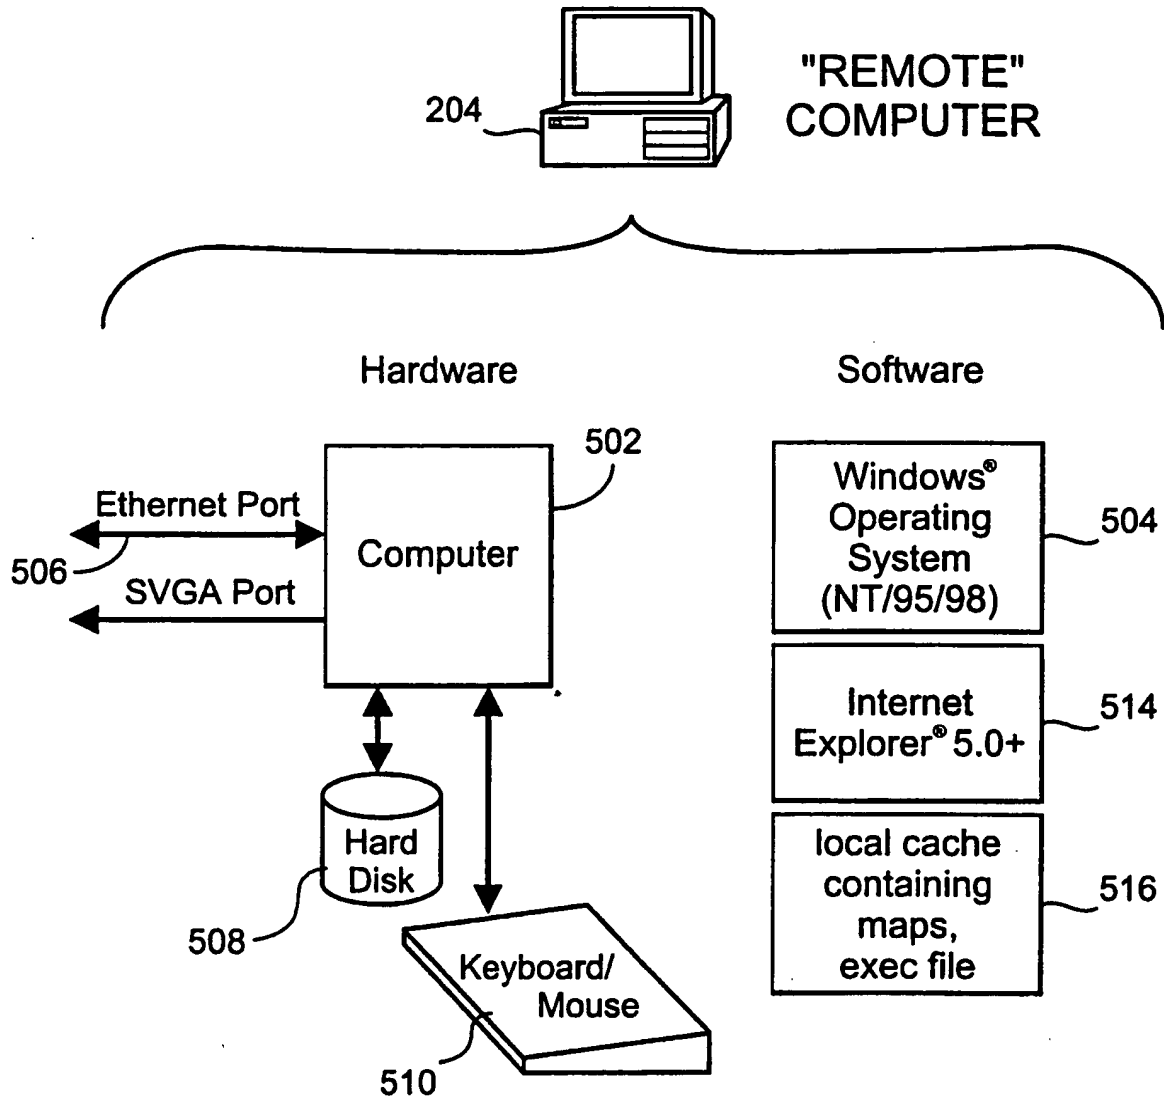 "REMOTE"
COMPUTER
204
Hardware
Software
502
Computer
Ethernet Port
506
SVGA Port
Hard
Disk
508
Keyboard/
Mouse
510
Windows®
Operating
System
(NT/95/98)
504
Internet
Explorer® 5.0+
514
local cache
containing
maps,
exec file
516